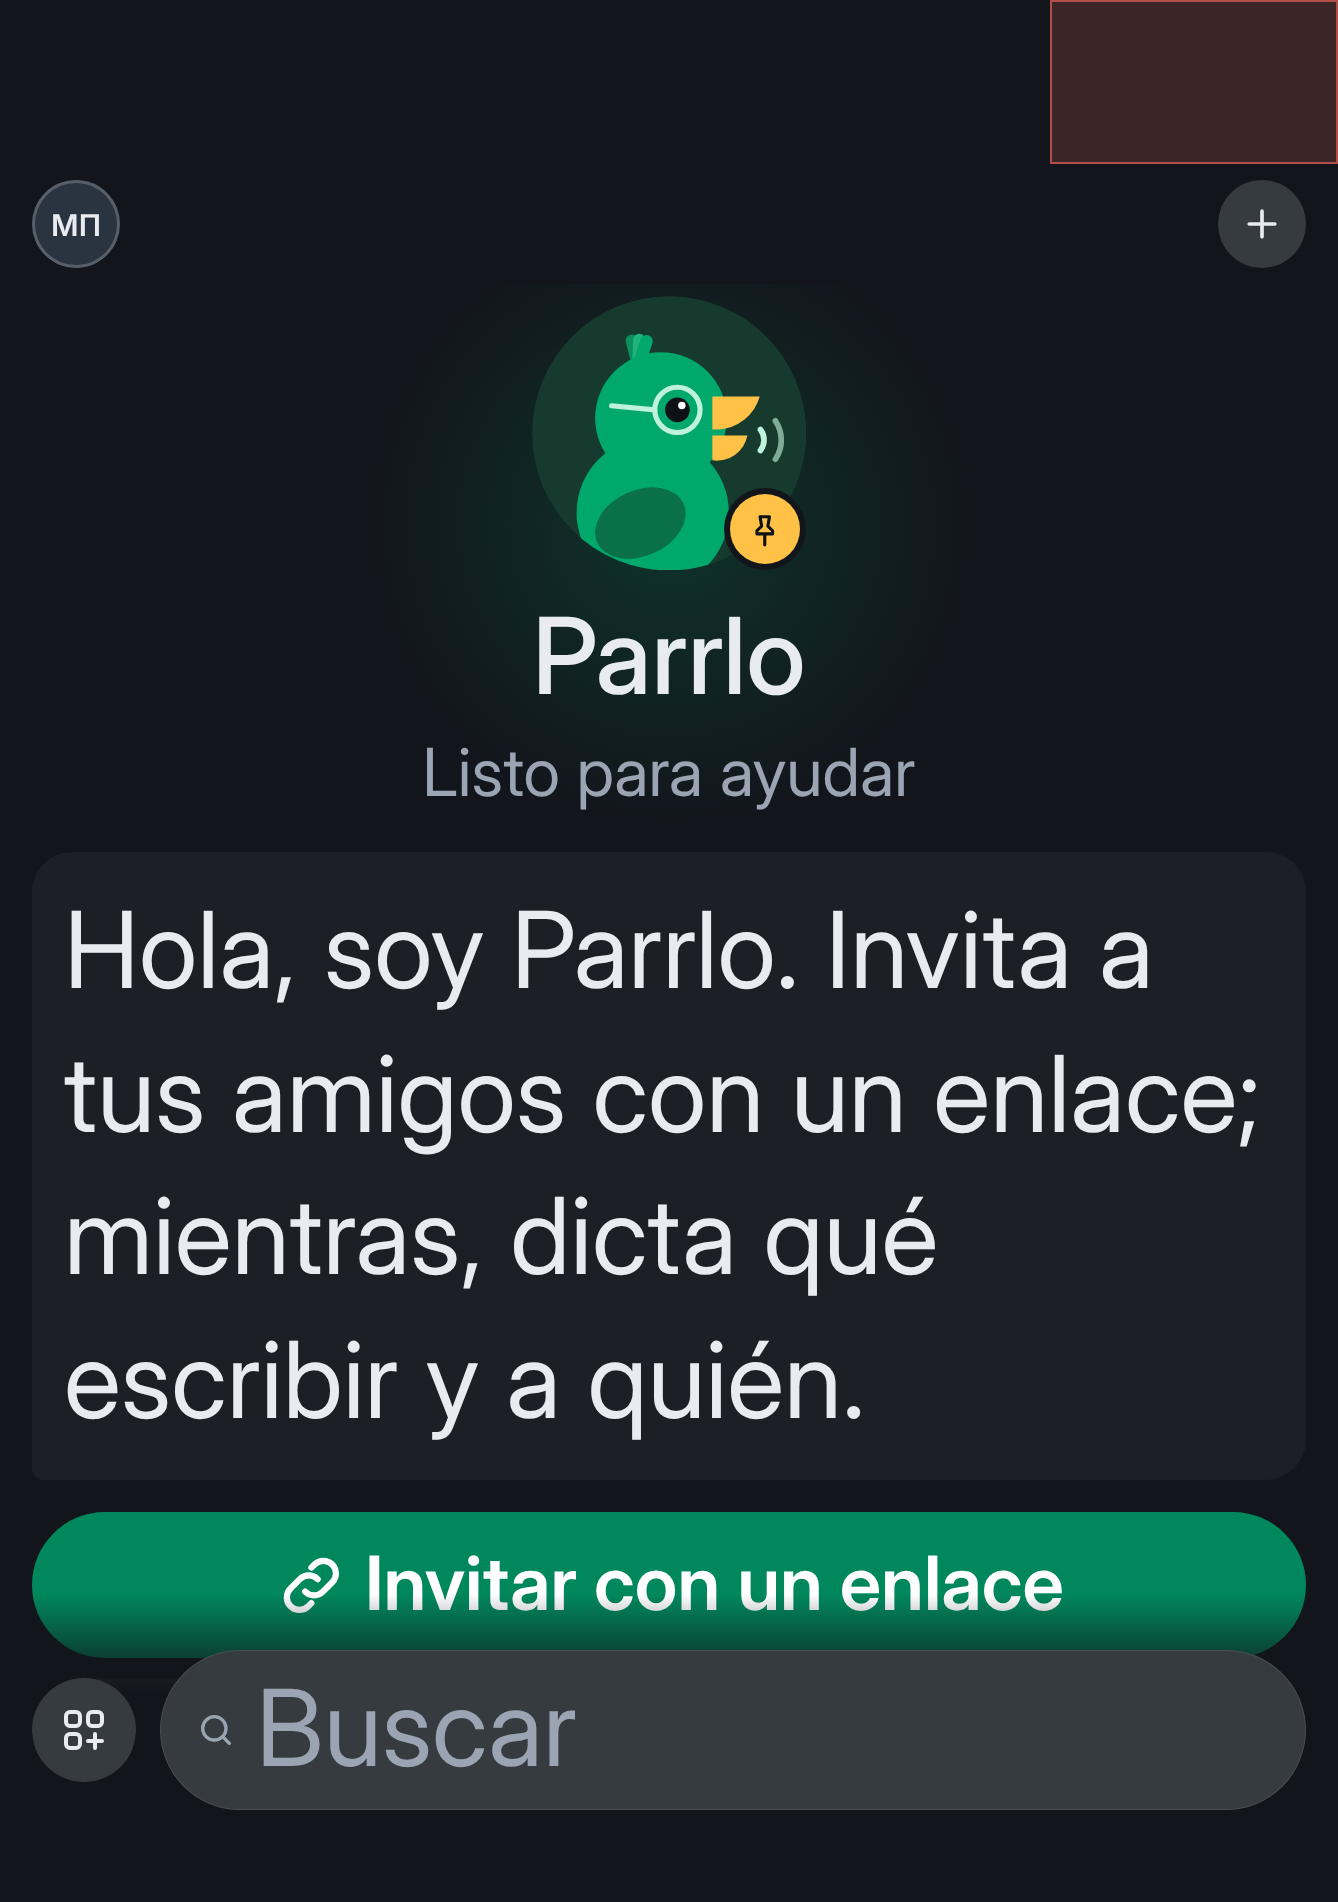 МП
Parrlo
Listo para ayudar
Hola, soy Parrlo. Invita a
tus amigos con un enlace;
mientras, dicta qué
escribir y a quién.
Invitar con un enlace
Buscar